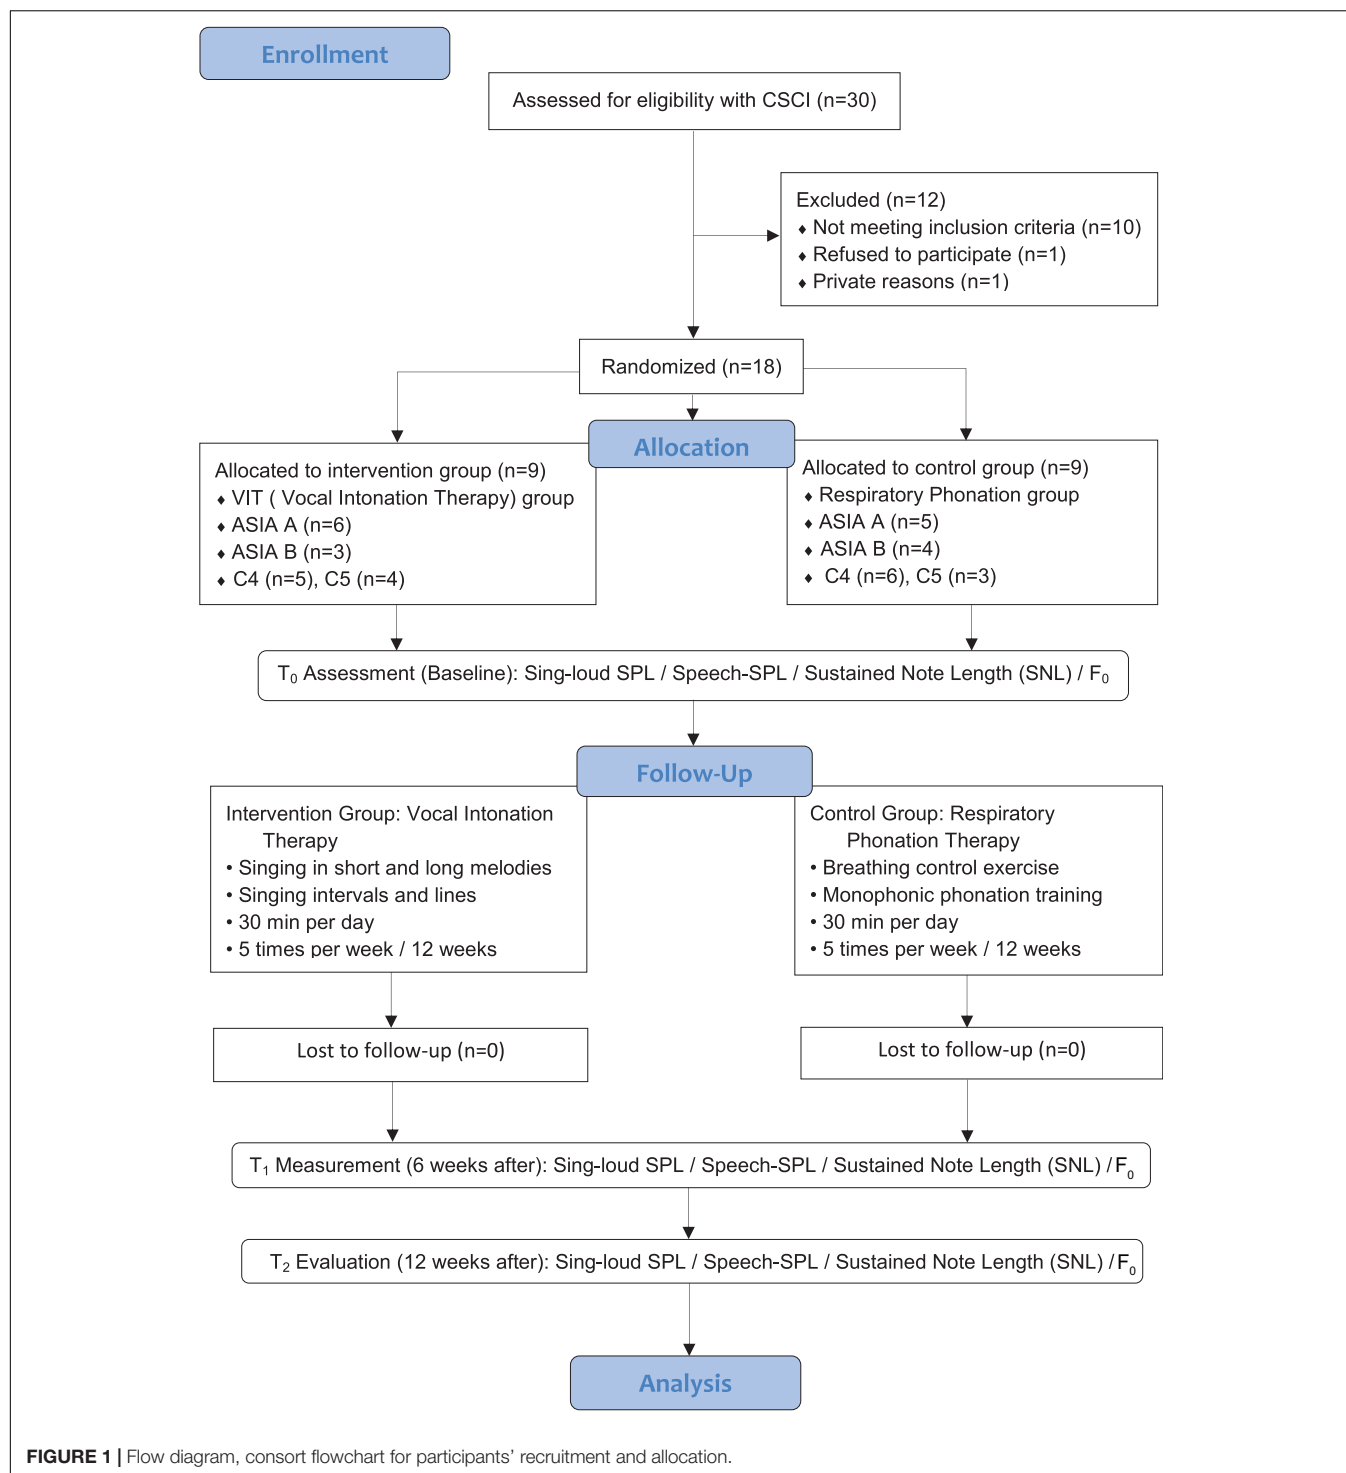 Enrollment
Assessed for eligibility with CSCI (n=30)
Excluded (n=12)
♦ Not meeting inclusion criteria (n=10)
♦ Refused to participate (n=1)
♦ Private reasons (n=1)
Randomized (n=18)
Allocation
Allocated to intervention group (n=9)
♦ VIT ( Vocal Intonation Therapy) group
♦ ASIA A (n=6)
♦ ASIA B (n=3)
♦ C4 (n=5), C5 (n=4)
Allocated to control group (n=9)
♦ Respiratory Phonation group
♦ ASIA A (n=5)
♦ ASIA B (n=4)
♦ C4 (n=6), C5 (n=3)
T₀ Assessment (Baseline): Sing-loud SPL / Speech-SPL / Sustained Note Length (SNL) / F₀
Follow-Up
Intervention Group: Vocal Intonation
Therapy
• Singing in short and long melodies
• Singing intervals and lines
• 30 min per day
• 5 times per week / 12 weeks
Control Group: Respiratory
Phonation Therapy
• Breathing control exercise
• Monophonic phonation training
• 30 min per day
• 5 times per week / 12 weeks
Lost to follow-up (n=0)
Lost to follow-up (n=0)
T₁ Measurement (6 weeks after): Sing-loud SPL / Speech-SPL / Sustained Note Length (SNL) / F₀
T₂ Evaluation (12 weeks after): Sing-loud SPL / Speech-SPL / Sustained Note Length (SNL) / F₀
Analysis
FIGURE 1 | Flow diagram, consort flowchart for participants' recruitment and allocation.